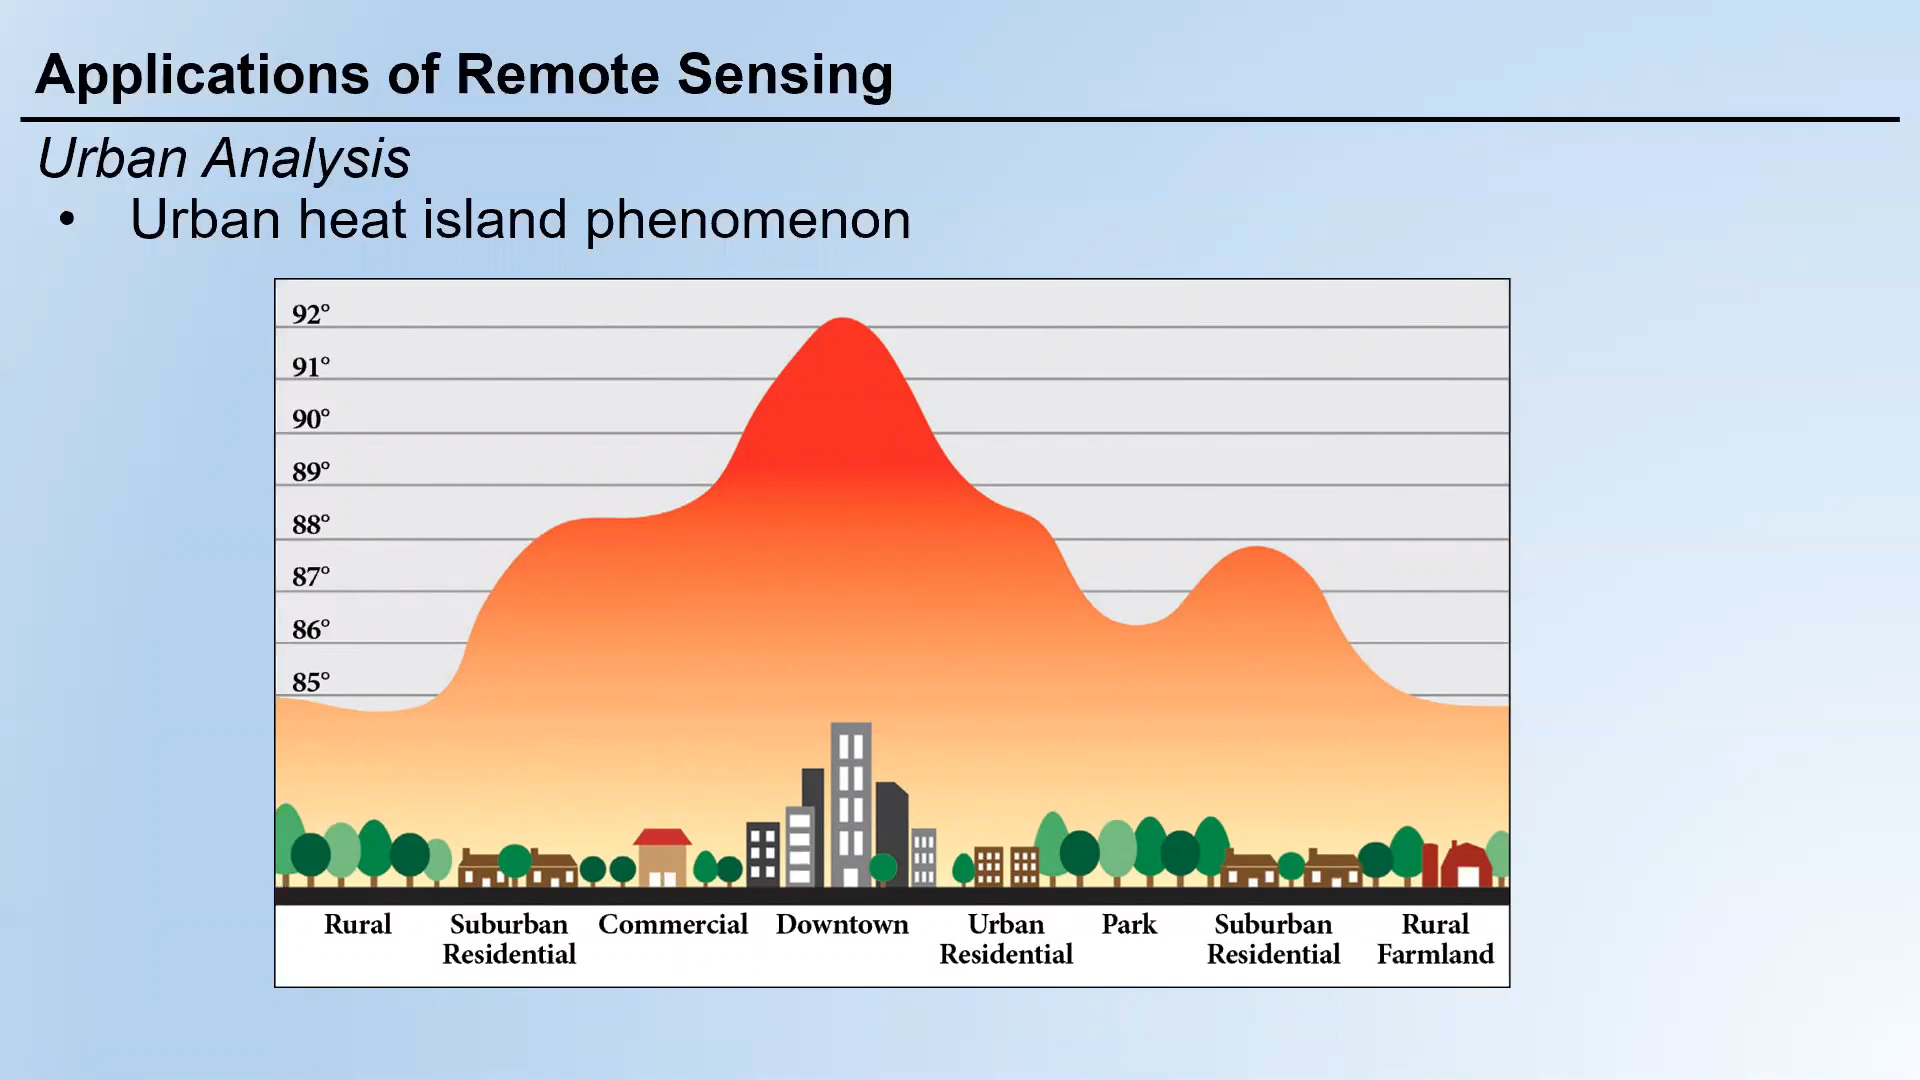 Applications of Remote Sensing
Urban Analysis
• Urban heat island phenomenon
92°
91°
90°
89°
88°
87°
86°
85°
Rural
Suburban
Residential
Commercial
Downtown
Urban
Residential
Park
Suburban
Residential
Rural
Farmland